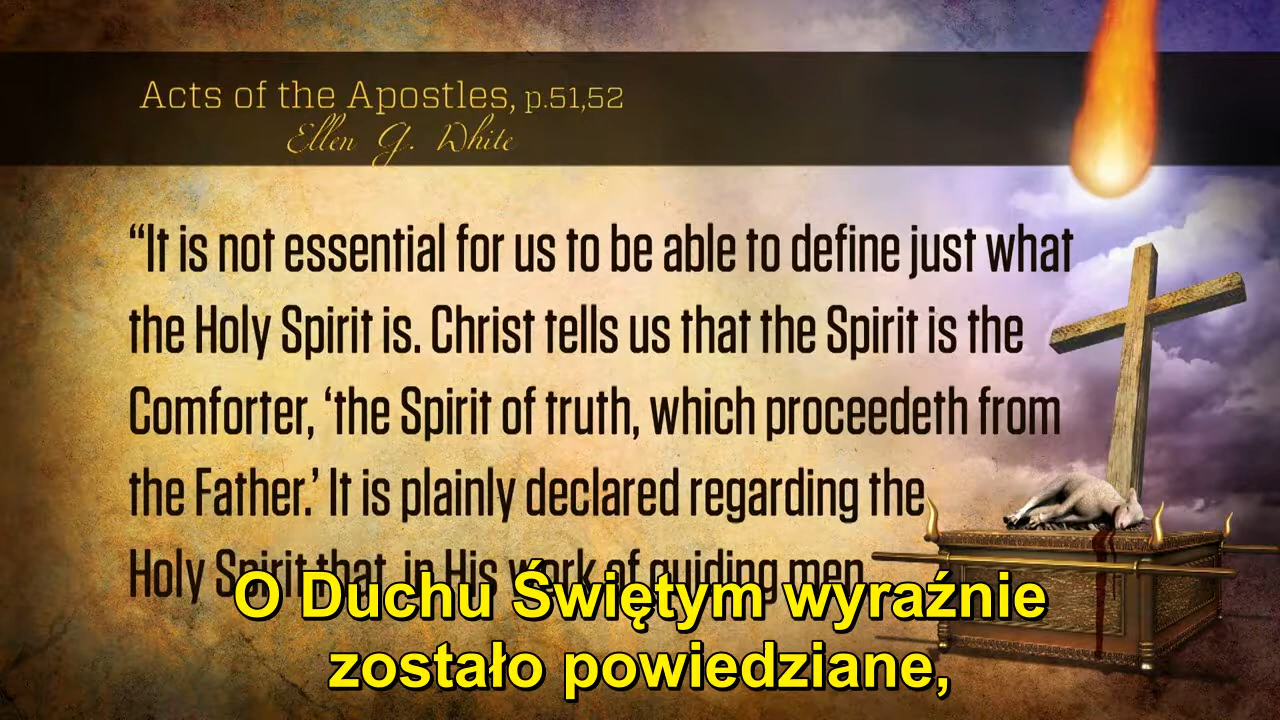 Acts of the Apostles, p.51,52
Ellen G. White
“It is not essential for us to be able to define just what
the Holy Spirit is. Christ tells us that the Spirit is the
Comforter, ‘the Spirit of truth, which proceedeth from
the Father.’ It is plainly declared regarding the
Holy Spirit that, in His work of guiding men
O Duchu Świętym wyraźnie
zostało powiedziane,